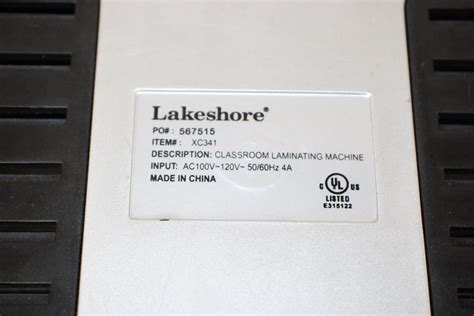 Lakeshore®
PO# : 567515
ITEM# : XC341
DESCRIPTION: CLASSROOM LAMINATING MACHINE
INPUT: AC100V~120V~ 50/60Hz 4A
MADE IN CHINA
C UL US
LISTED
E315122